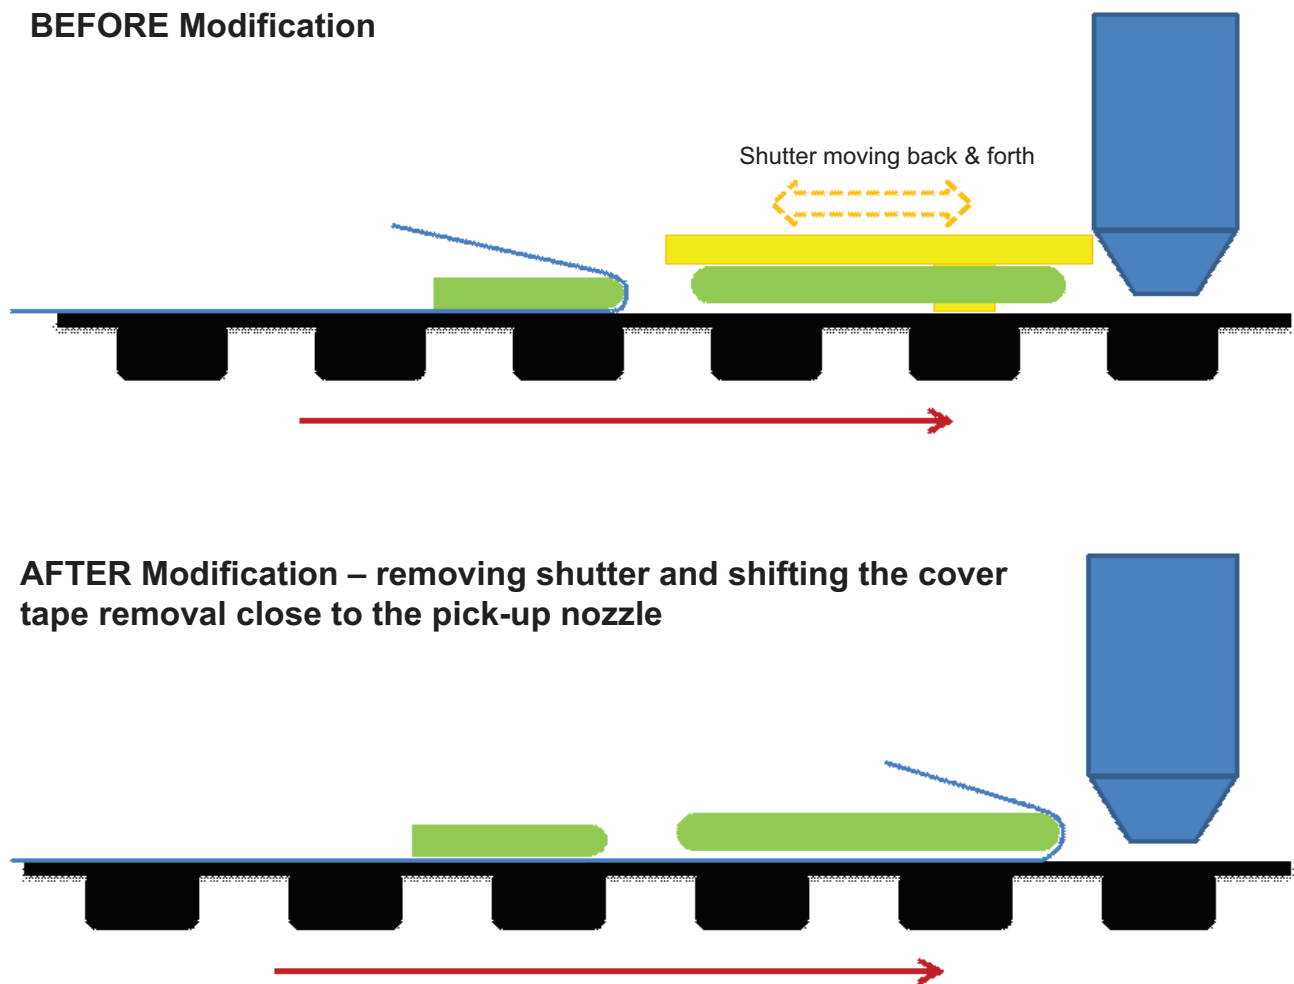 BEFORE Modification
Shutter moving back & forth
AFTER Modification – removing shutter and shifting the cover
tape removal close to the pick-up nozzle